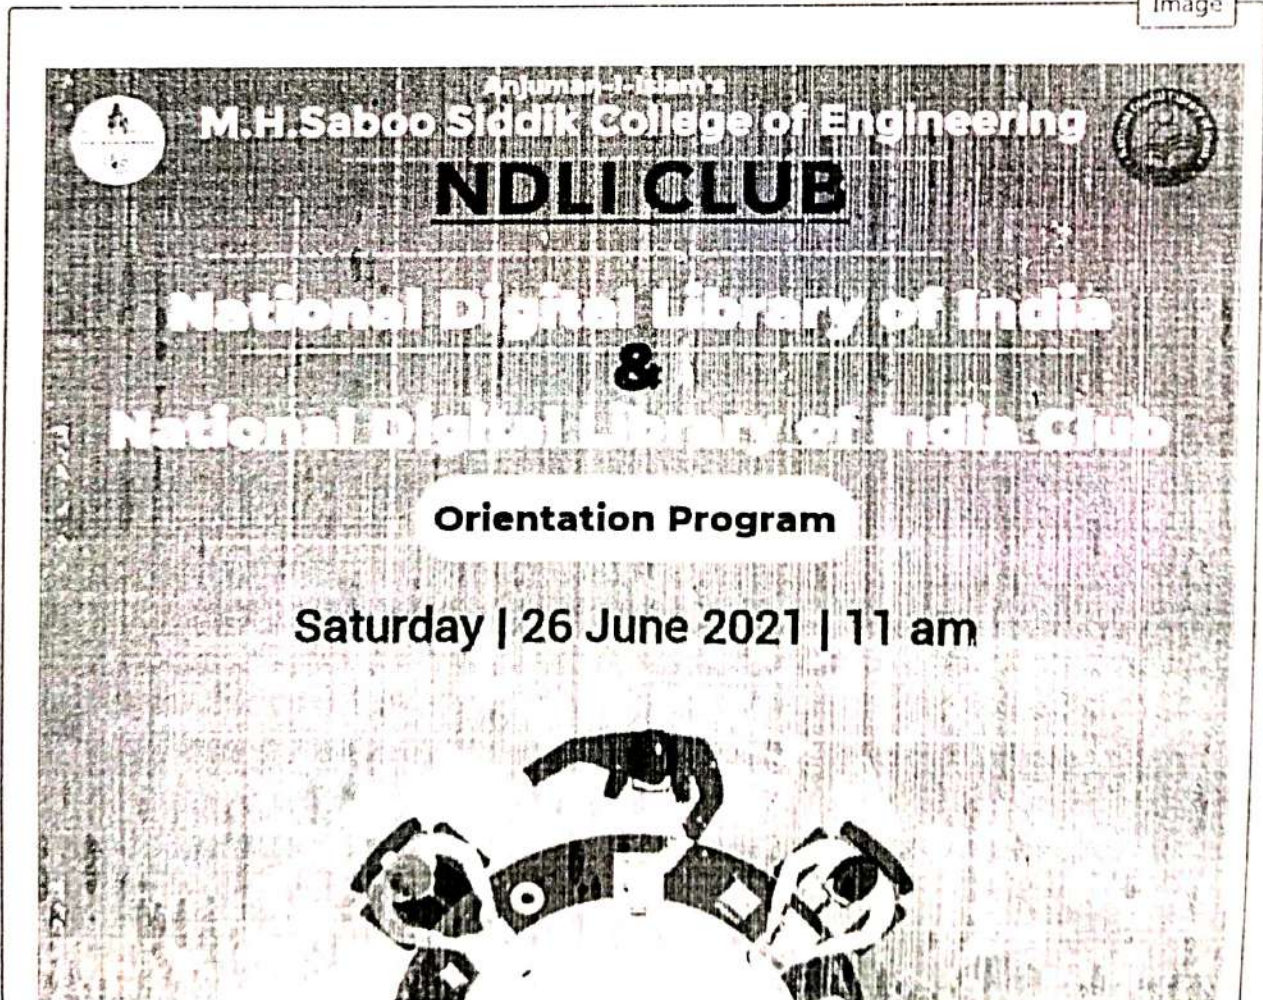 Image
Anjuman-I-Islam's
M.H.Saboo Siddik College of Engineering
NDLI CLUB
National Digital Library of India
&
National Digital Library of India Club
Orientation Program
Saturday | 26 June 2021 | 11 am